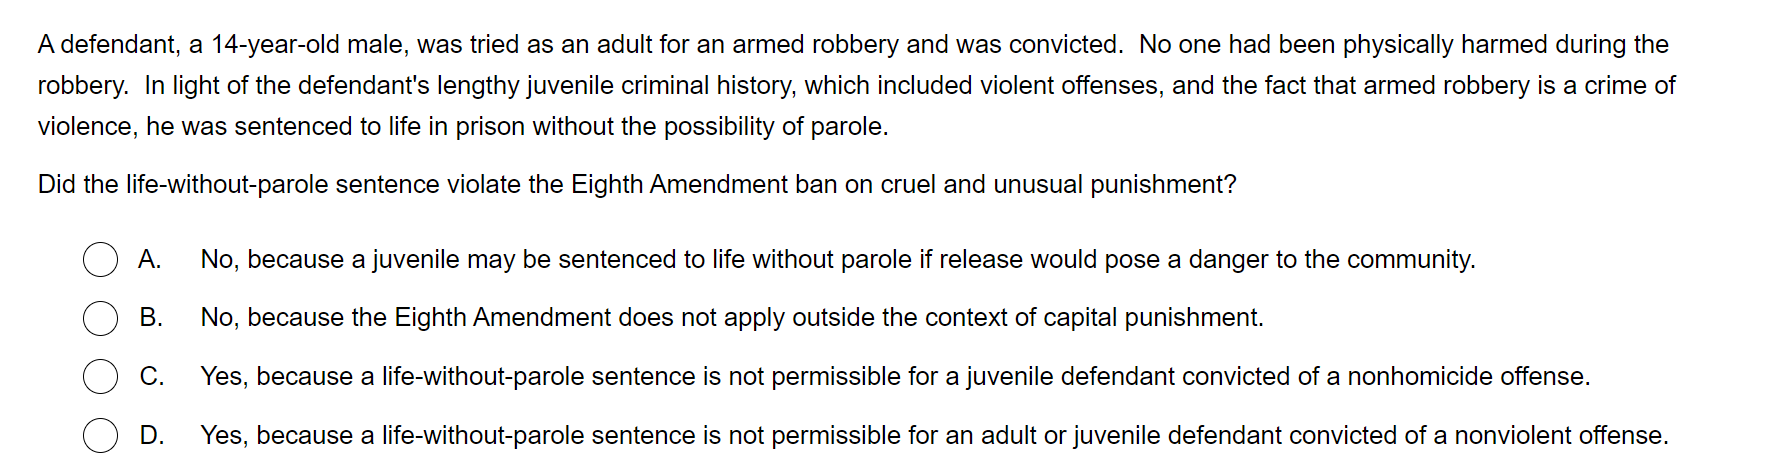 A defendant, a 14-year-old male, was tried as an adult for an armed robbery and was convicted.  No one had been physically harmed during the
robbery.  In light of the defendant's lengthy juvenile criminal history, which included violent offenses, and the fact that armed robbery is a crime of
violence, he was sentenced to life in prison without the possibility of parole.
Did the life-without-parole sentence violate the Eighth Amendment ban on cruel and unusual punishment?
A. No, because a juvenile may be sentenced to life without parole if release would pose a danger to the community.
B. No, because the Eighth Amendment does not apply outside the context of capital punishment.
C. Yes, because a life-without-parole sentence is not permissible for a juvenile defendant convicted of a nonhomicide offense.
D. Yes, because a life-without-parole sentence is not permissible for an adult or juvenile defendant convicted of a nonviolent offense.